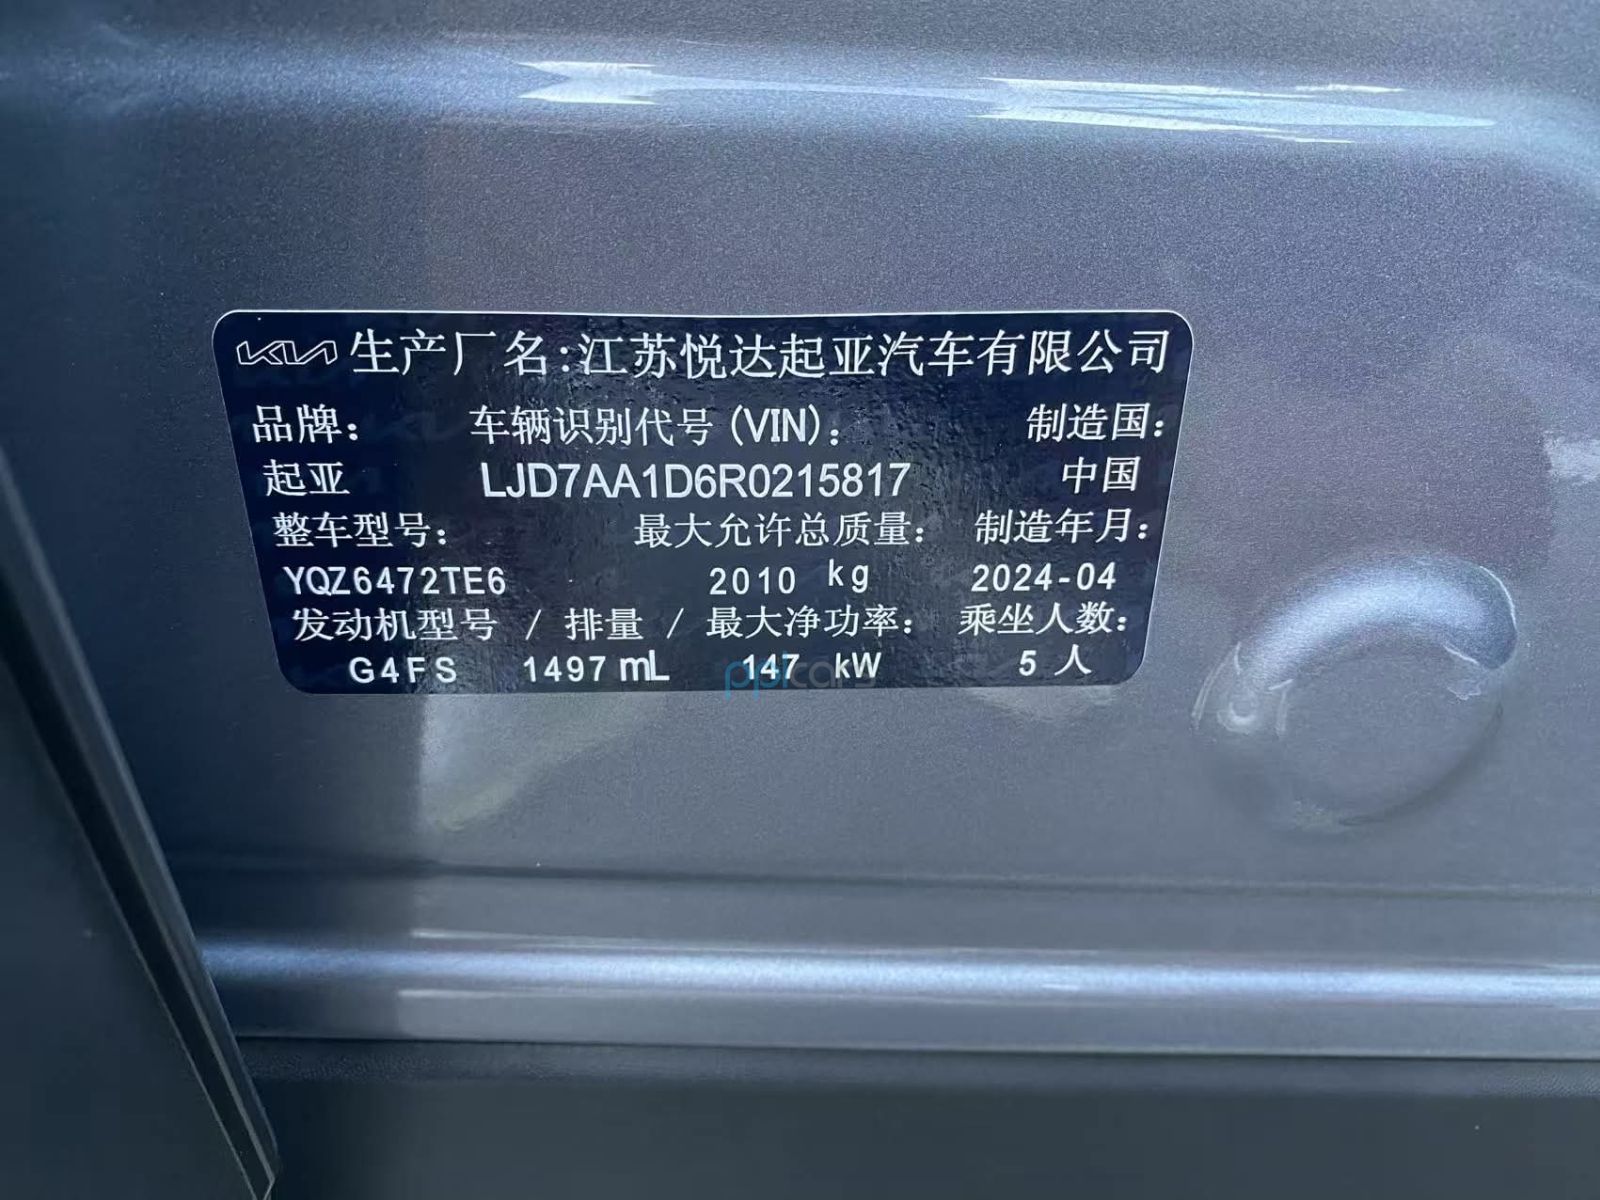 KIA 生产厂名:江苏悦达起亚汽车有限公司
品牌: 车辆识别代号(VIN): 制造国:
起亚 LJD7AA1D6R0215817 中国
整车型号: 最大允许总质量: 制造年月:
YQZ6472TE6 2010 kg 2024-04
发动机型号 / 排量 / 最大净功率: 乘坐人数:
G4FS 1497 mL 147 kW 5 人
pplcars